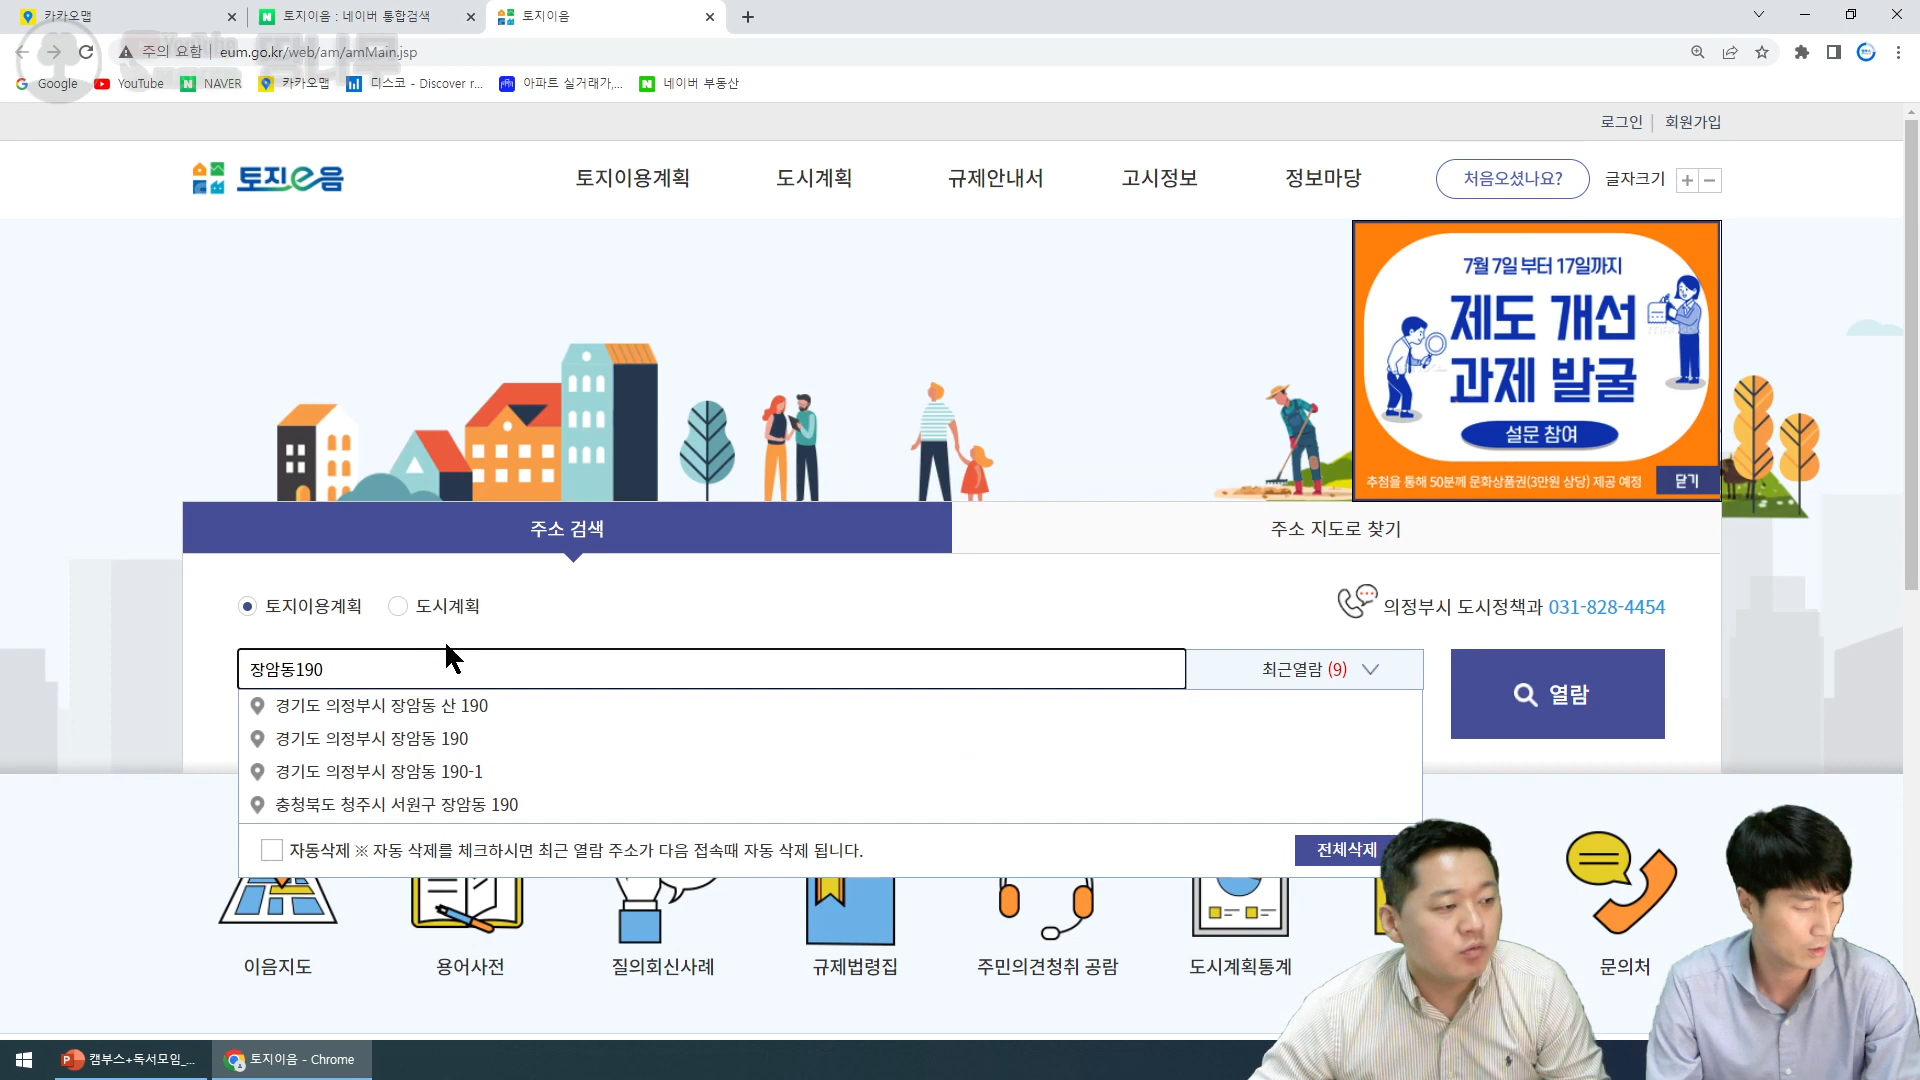 카카오맵
토지이음 : 네이버 통합검색
토지이음
주의 요함 | eum.go.kr/web/am/amMain.jsp
Google
YouTube
NAVER
카카오맵
디스코 - Discover r...
아파트 실거래가,...
네이버 부동산
로그인 | 회원가입
토지e음
토지이용계획
도시계획
규제안내서
고시정보
정보마당
처음오셨나요?
글자크기 + −
7월 7일 부터 17일까지
제도 개선
과제 발굴
설문 참여
추첨을 통해 50분께 문화상품권(3만원 상당) 제공 예정
닫기
주소 검색
주소 지도로 찾기
토지이용계획
도시계획
의정부시 도시정책과 031-828-4454
장암동190
최근열람 (9)
열람
경기도 의정부시 장암동 산 190
경기도 의정부시 장암동 190
경기도 의정부시 장암동 190-1
충청북도 청주시 서원구 장암동 190
자동삭제 ※ 자동 삭제를 체크하시면 최근 열람 주소가 다음 접속때 자동 삭제 됩니다.
전체삭제
이음지도
용어사전
질의회신사례
규제법령집
주민의견청취 공람
도시계획통계
문의처
캠부스+독서모임_...
토지이음 - Chrome